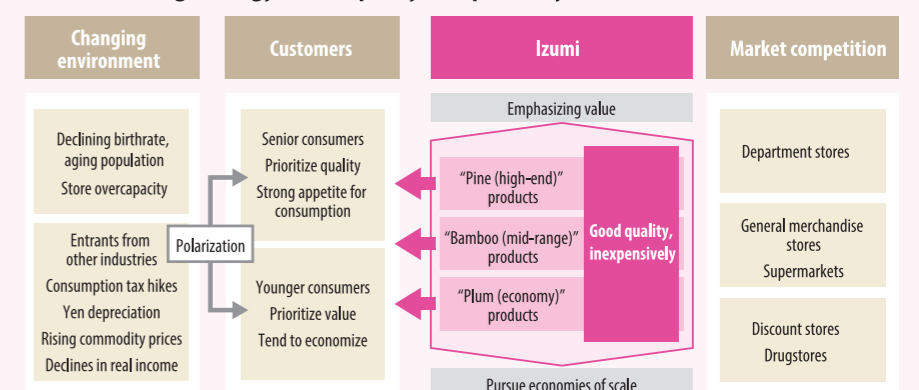 Changing
environment
Customers
Izumi
Market competition
Declining birthrate,
aging population
Store overcapacity
Entrants from
other industries
Consumption tax hikes
Yen depreciation
Rising commodity prices
Declines in real income
Polarization
Senior consumers
Prioritize quality
Strong appetite for
consumption
Younger consumers
Prioritize value
Tend to economize
Emphasizing value
"Pine (high-end)"
products
"Bamboo (mid-range)"
products
"Plum (economy)"
products
Good quality,
inexpensively
Pursue economies of scale
Department stores
General merchandise
stores
Supermarkets
Discount stores
Drugstores